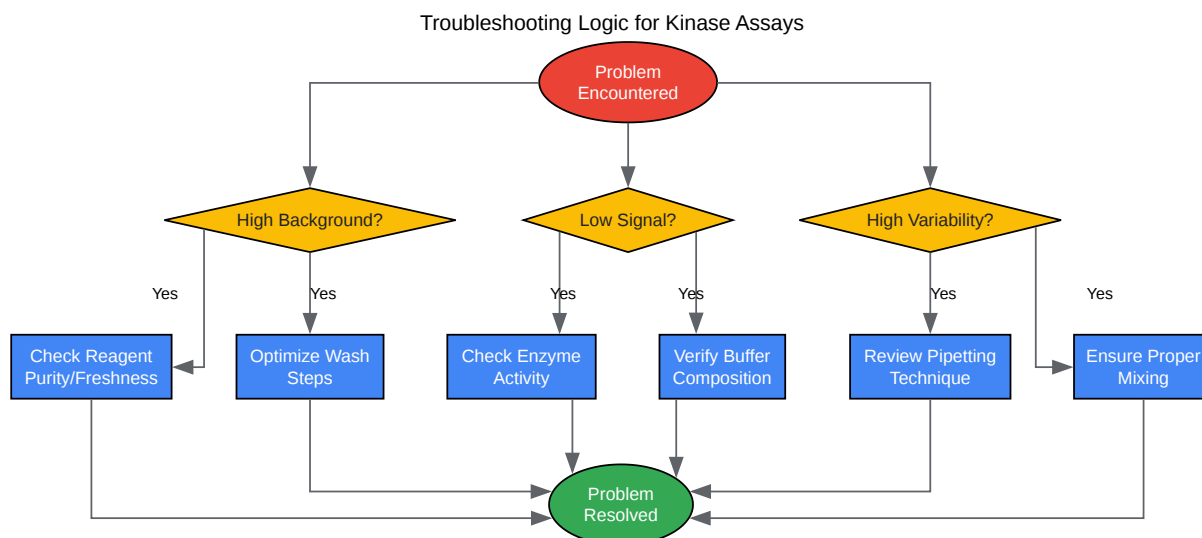 Troubleshooting Logic for Kinase Assays
Problem
Encountered
High Background?
Low Signal?
High Variability?
Yes
Yes
Yes
Yes
Yes
Yes
Check Reagent
Purity/Freshness
Optimize Wash
Steps
Check Enzyme
Activity
Verify Buffer
Composition
Review Pipetting
Technique
Ensure Proper
Mixing
Problem
Resolved